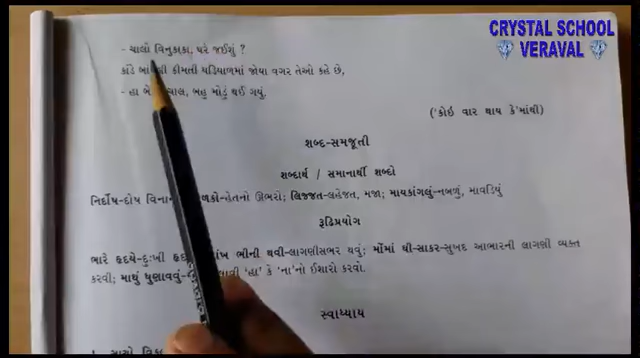 CRYSTAL SCHOOL
VERAVAL
- ચાલો વિનુકાકા, ઘરે જઈશું ?
કાંડે કીમતી ઘડિયાળમાં જોયા વગર તેઓ કહે છે,
- હા બે ચાલ, બહુ મોડું થઈ ગયું.
('કોઇ વાર થાય કે'માંથી)
શબ્દ-સમજૂતી
શબ્દાર્થ / સમાનાર્થી શબ્દો
નિર્દોષ-દોષ વિનાનું ળકો-હેતનો ઊભરો; લિજ્જત-લહેજત, મજા; માયકાંગલું-નબળું, માવડિયું
રૂઢિપ્રયોગ
ભારે હૃદયે-દુઃખી હૃદ ંખ ભીની થવી-લાગણીસભર થવું; મોંમાં ઘી-સાકર-સુખદ આભારની લાગણી વ્યક્ત
કરવી; માથું ધુણાવવું- ાવી 'હા' કે 'ના'નો ઈશારો કરવો.
સ્વાધ્યાય